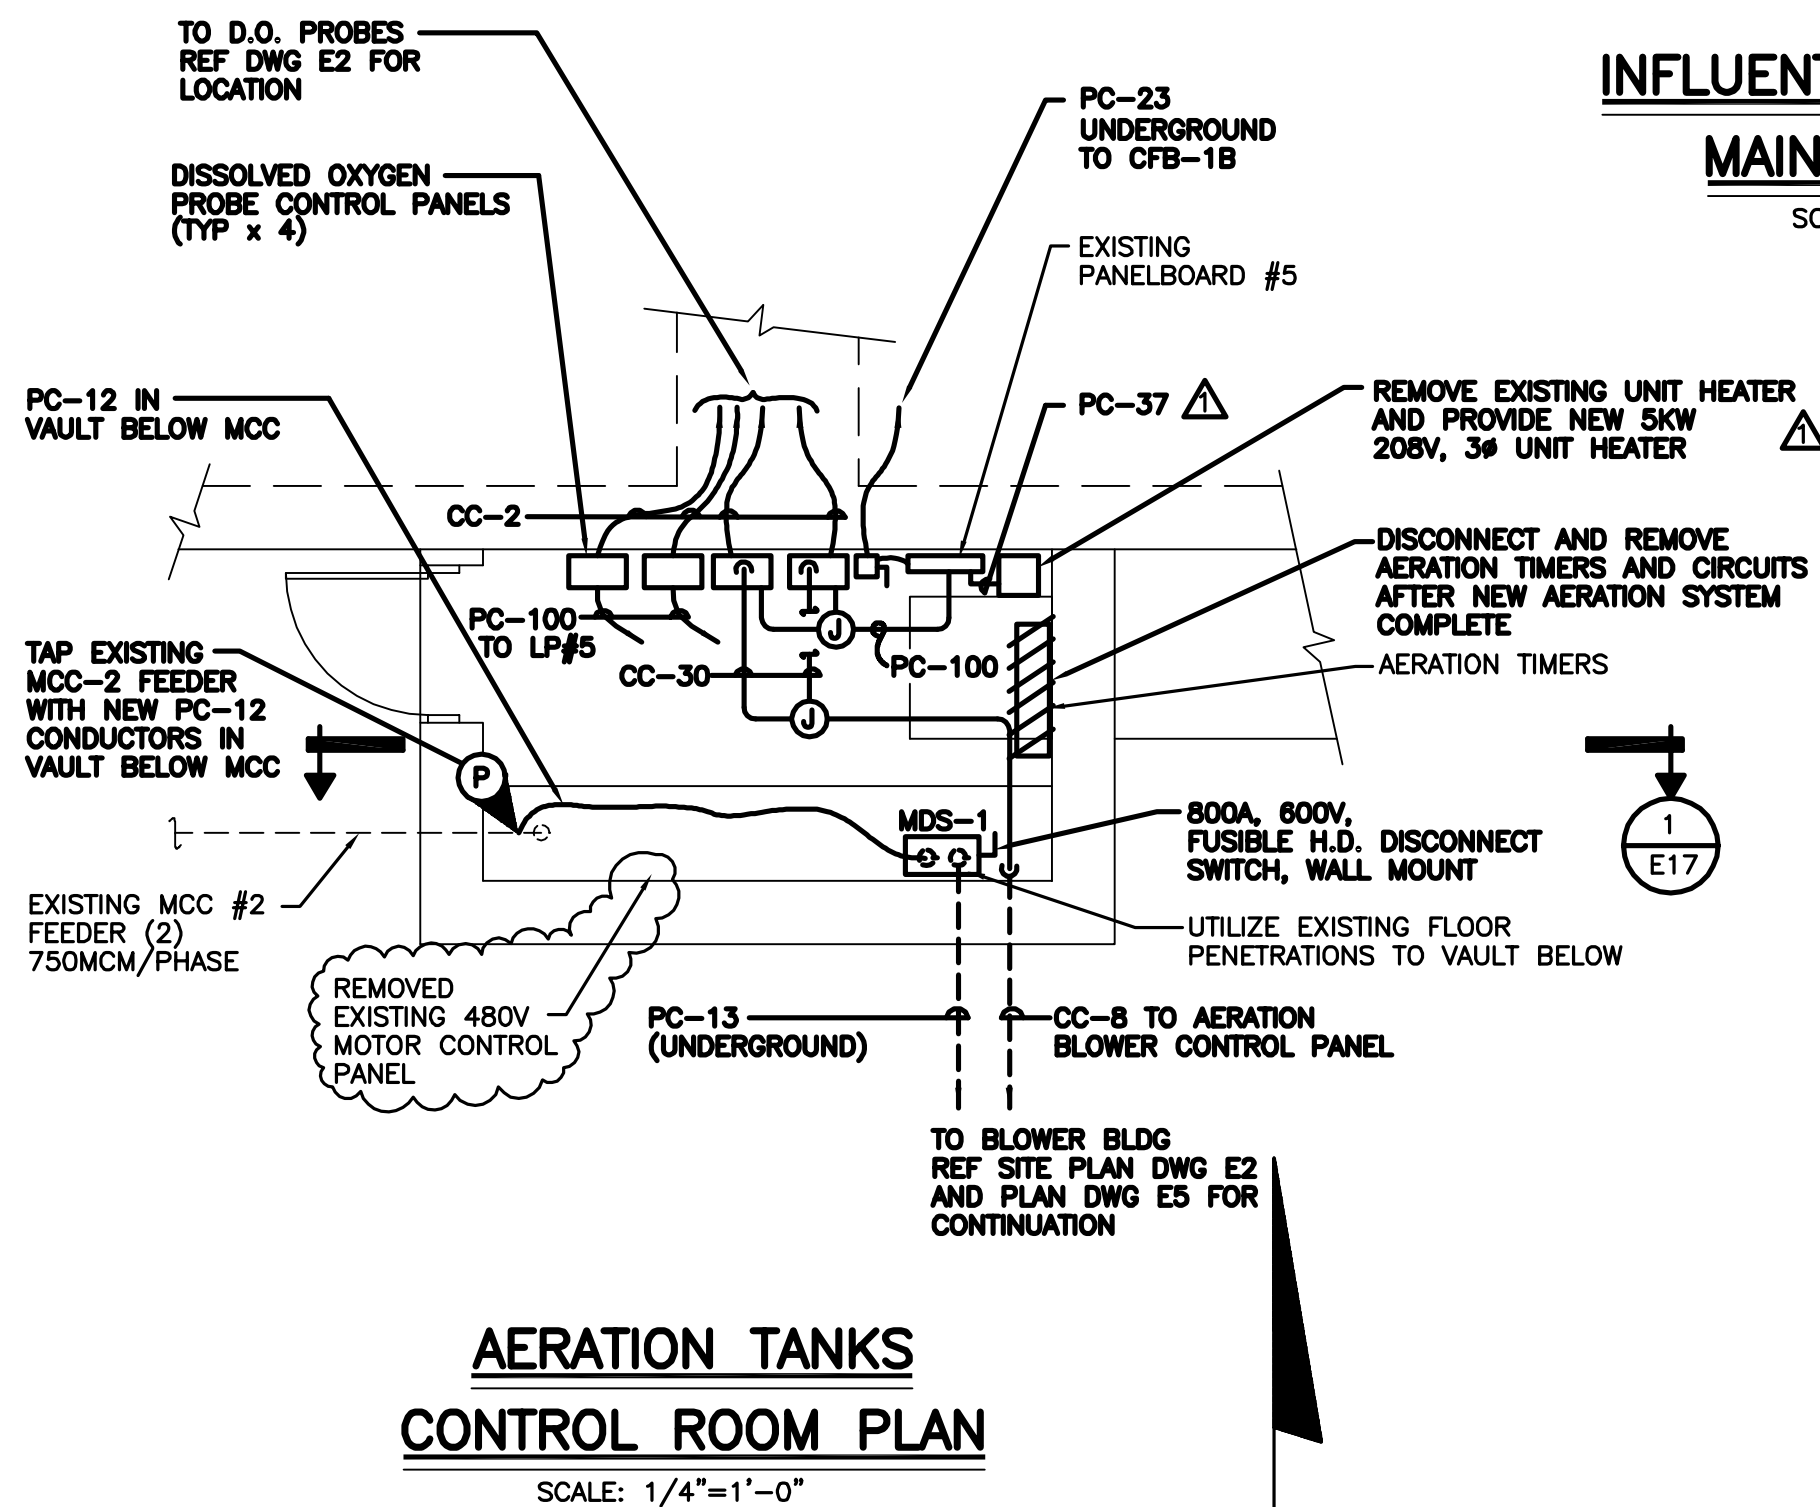 TO D.O. PROBES
REF DWG E2 FOR
LOCATION
DISSOLVED OXYGEN
PROBE CONTROL PANELS
(TYP x 4)
PC-23
UNDERGROUND
TO CFB-1B
EXISTING
PANELBOARD #5
INFLUENT
MAIN
PC-12 IN
VAULT BELOW MCC
PC-37
1
REMOVE EXISTING UNIT HEATER
AND PROVIDE NEW 5KW
208V, 3ø UNIT HEATER
1
CC-2
DISCONNECT AND REMOVE
AERATION TIMERS AND CIRCUITS
AFTER NEW AERATION SYSTEM
COMPLETE
AERATION TIMERS
PC-100
TO LP#5
J
PC-100
CC-30
J
TAP EXISTING
MCC-2 FEEDER
WITH NEW PC-12
CONDUCTORS IN
VAULT BELOW MCC
P
MDS-1
800A, 600V,
FUSIBLE H.D. DISCONNECT
SWITCH, WALL MOUNT
1
E17
EXISTING MCC #2
FEEDER (2)
750MCM/PHASE
UTILIZE EXISTING FLOOR
PENETRATIONS TO VAULT BELOW
REMOVED
EXISTING 480V
MOTOR CONTROL
PANEL
PC-13
(UNDERGROUND)
CC-8 TO AERATION
BLOWER CONTROL PANEL
TO BLOWER BLDG
REF SITE PLAN DWG E2
AND PLAN DWG E5 FOR
CONTINUATION
AERATION TANKS
CONTROL ROOM PLAN
SCALE: 1/4"=1'-0"